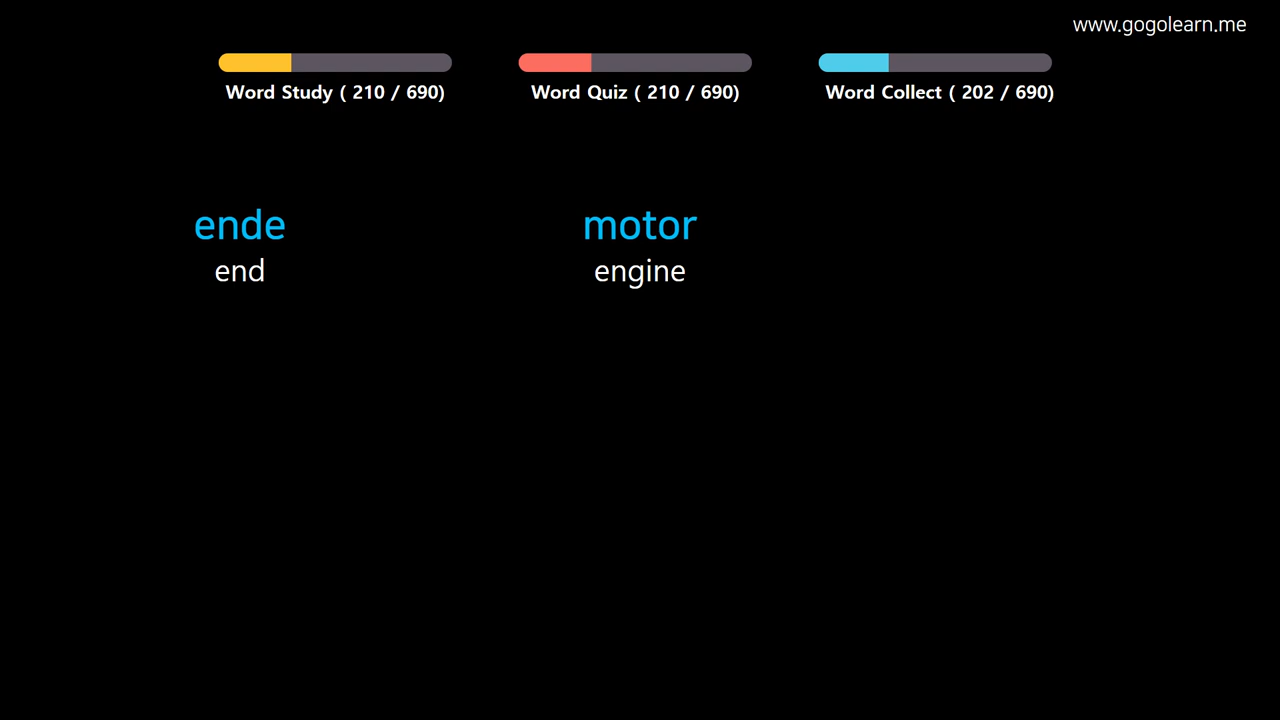 www.gogolearn.me
Word Study ( 210 / 690)
Word Quiz ( 210 / 690)
Word Collect ( 202 / 690)
ende
motor
end
engine